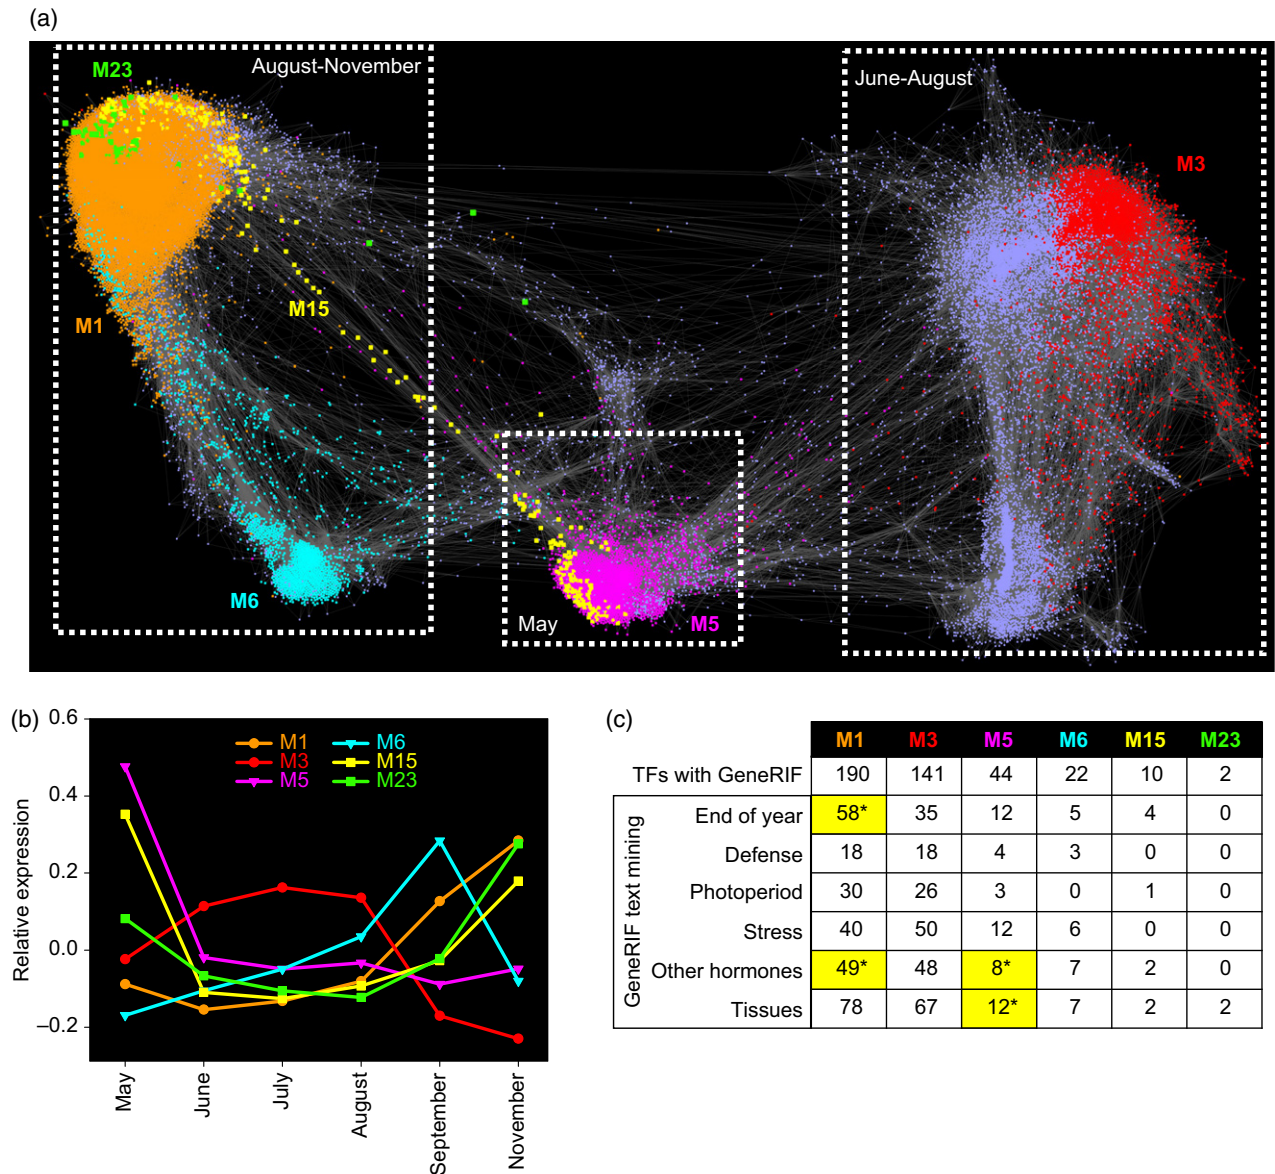 (a)
August-November
June-August
M23
M3
M15
M1
M6
May
M5
(b)
Relative expression
0.6
0.4
0.2
0.0
−0.2
M1
M3
M5
M6
M15
M23
May
June
July
August
September
November
(c)
M1 M3 M5 M6 M15 M23
TFs with GeneRIF 190 141 44 22 10 2
GeneRIF text mining
End of year 58* 35 12 5 4 0
Defense 18 18 4 3 0 0
Photoperiod 30 26 3 0 1 0
Stress 40 50 12 6 0 0
Other hormones 49* 48 8* 7 2 0
Tissues 78 67 12* 7 2 2